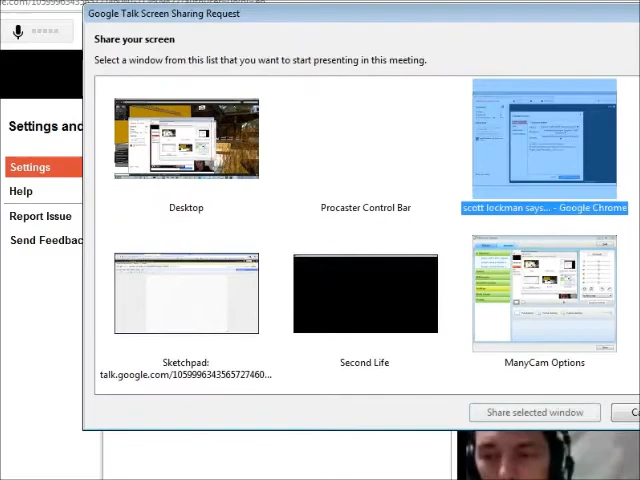 Google Talk Screen Sharing Request
Share your screen
Select a window from this list that you want to start presenting in this meeting.
Settings and
Settings
Help
Report Issue
Send Feedbac
Desktop
Procaster Control Bar
scott lockman says... - Google Chrome
Sketchpad:
talk.google.com/1059996343565727460...
Second Life
ManyCam Options
Share selected window
Ca